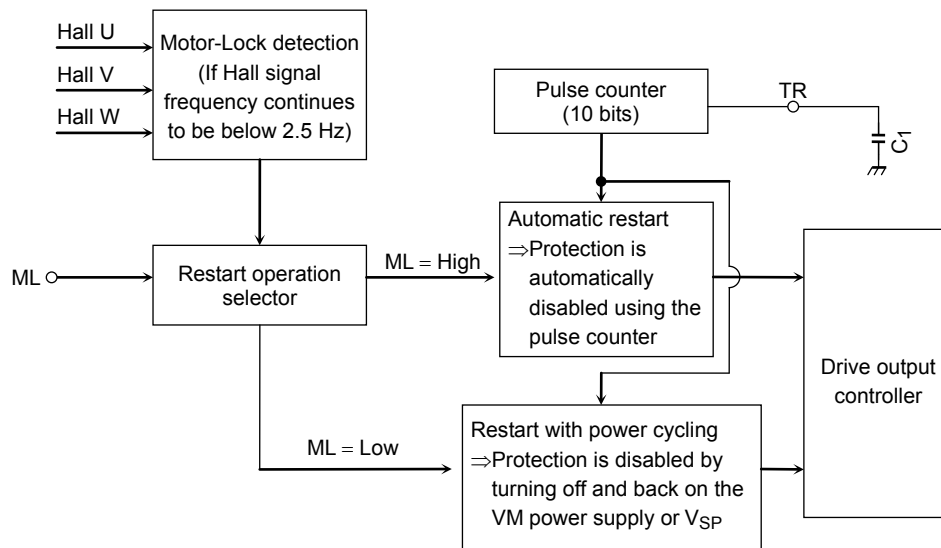 Hall U
Hall V
Hall W
Motor-Lock detection
(If Hall signal
frequency continues
to be below 2.5 Hz)
Pulse counter
(10 bits)
TR
C1
ML
Restart operation
selector
ML = High
Automatic restart
⇒Protection is
automatically
disabled using the
pulse counter
ML = Low
Restart with power cycling
⇒Protection is disabled by
turning off and back on the
VM power supply or VSP
Drive output
controller